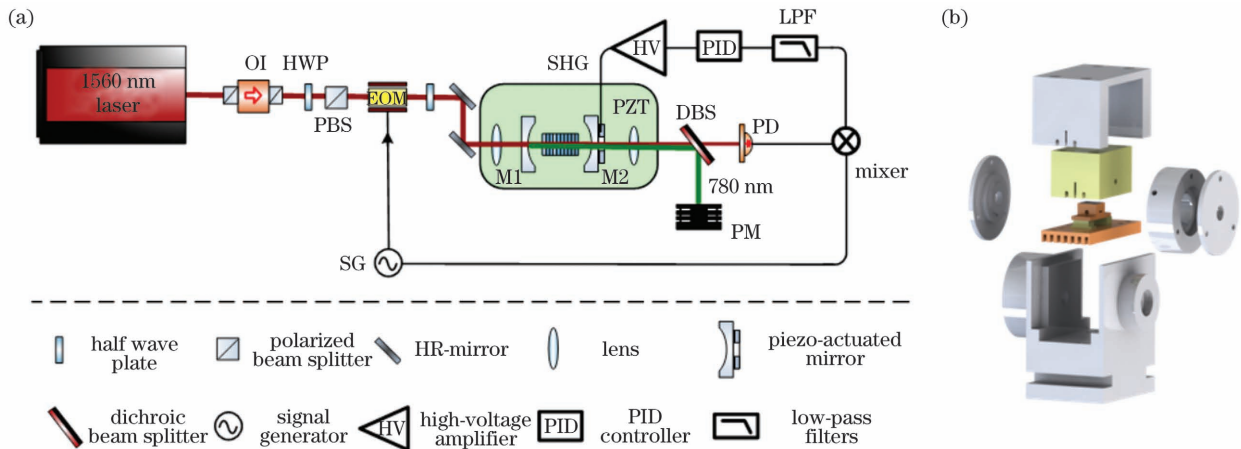 (a)
(b)
LPF
OI
HWP
SHG
HV
PID
1560 nm
laser
EOM
PZT
DBS
PD
PBS
M1
M2
mixer
780 nm
PM
SG
half wave
plate
polarized
beam splitter
HR-mirror
lens
piezo-actuated
mirror
dichroic
beam splitter
signal
generator
HV
high-voltage
amplifier
PID
PID
controller
low-pass
filters